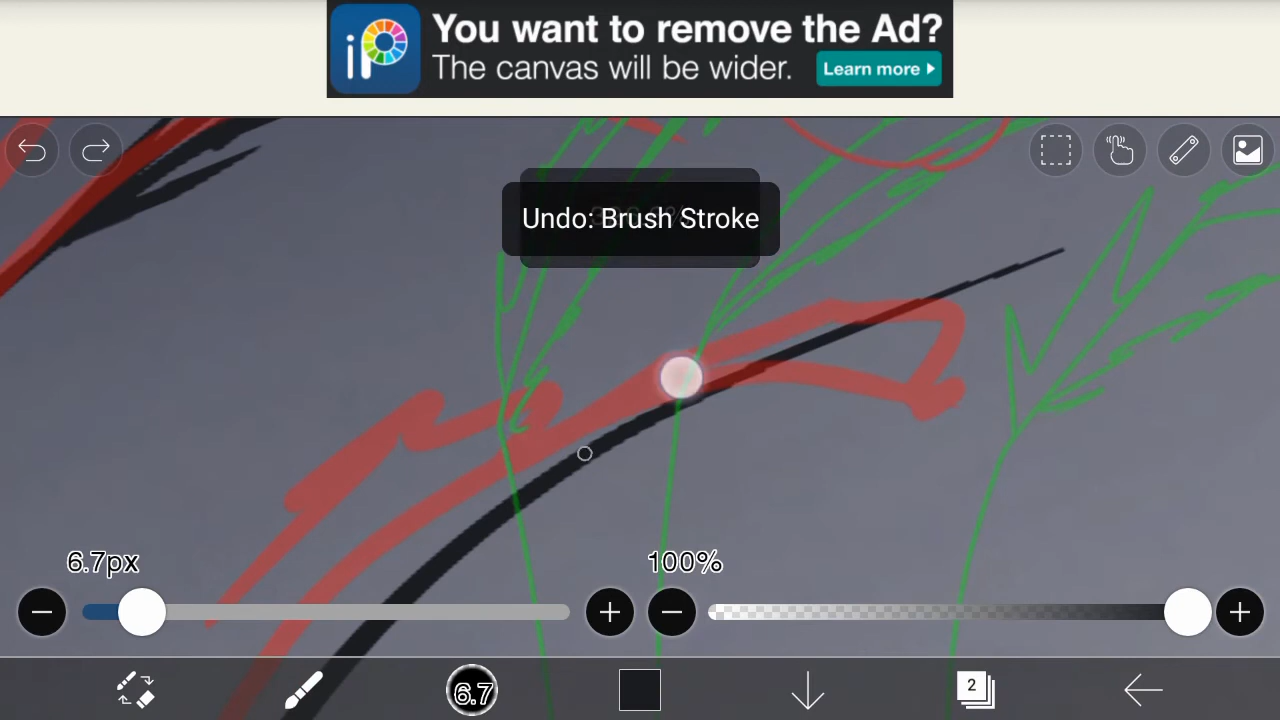 iP
You want to remove the Ad?
The canvas will be wider.
Learn more
Undo: Brush Stroke
6.7px
100%
6.7
2